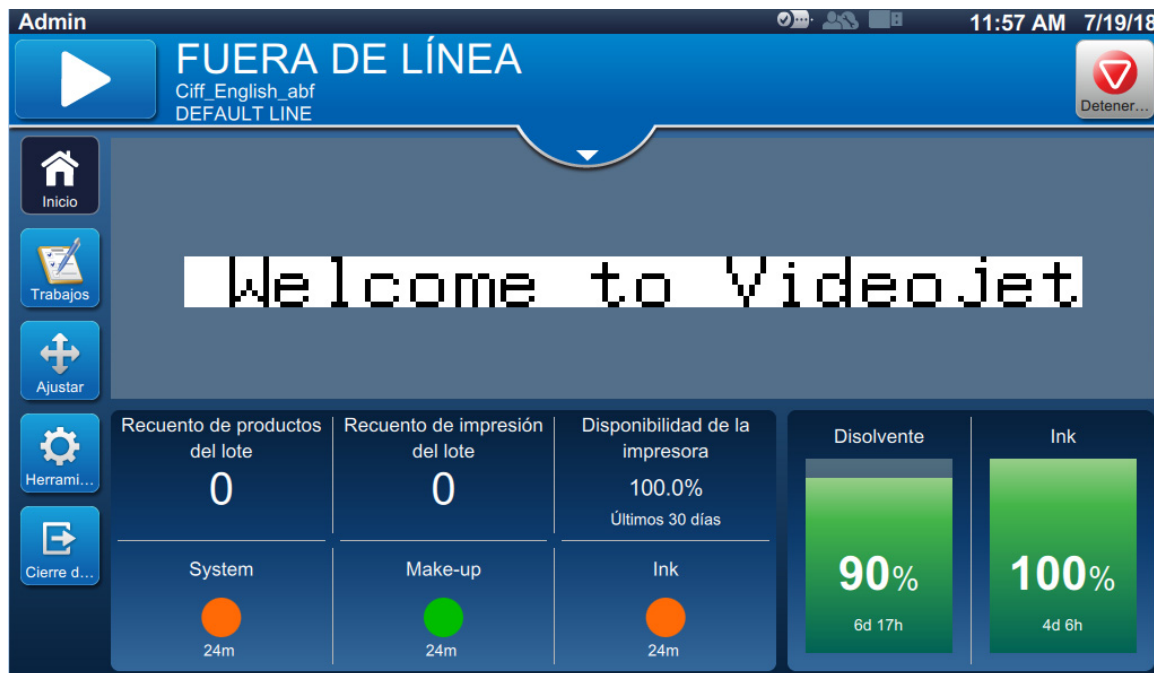 Admin
11:57 AM 7/19/18
FUERA DE LÍNEA
Ciff_English_abf
DEFAULT LINE
Detener...
Inicio
Trabajos
Ajustar
Herrami...
Cierre d...
Welcome to Videojet
Recuento de productos
del lote
0
Recuento de impresión
del lote
0
Disponibilidad de la
impresora
100.0%
Últimos 30 días
System
24m
Make-up
24m
Ink
24m
Disolvente
90%
6d 17h
Ink
100%
4d 6h